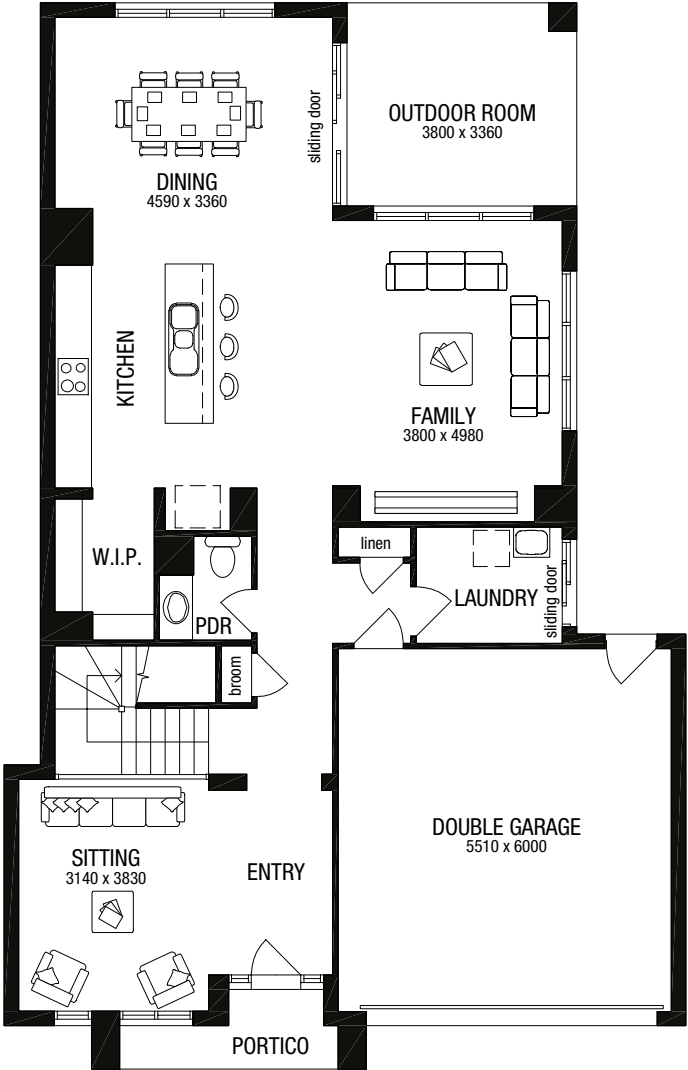 OUTDOOR ROOM
3800 x 3360
sliding door
DINING
4590 x 3360
KITCHEN
FAMILY
3800 x 4980
linen
W.I.P.
LAUNDRY
sliding door
PDR
broom
DOUBLE GARAGE
5510 x 6000
SITTING
3140 x 3830
ENTRY
PORTICO